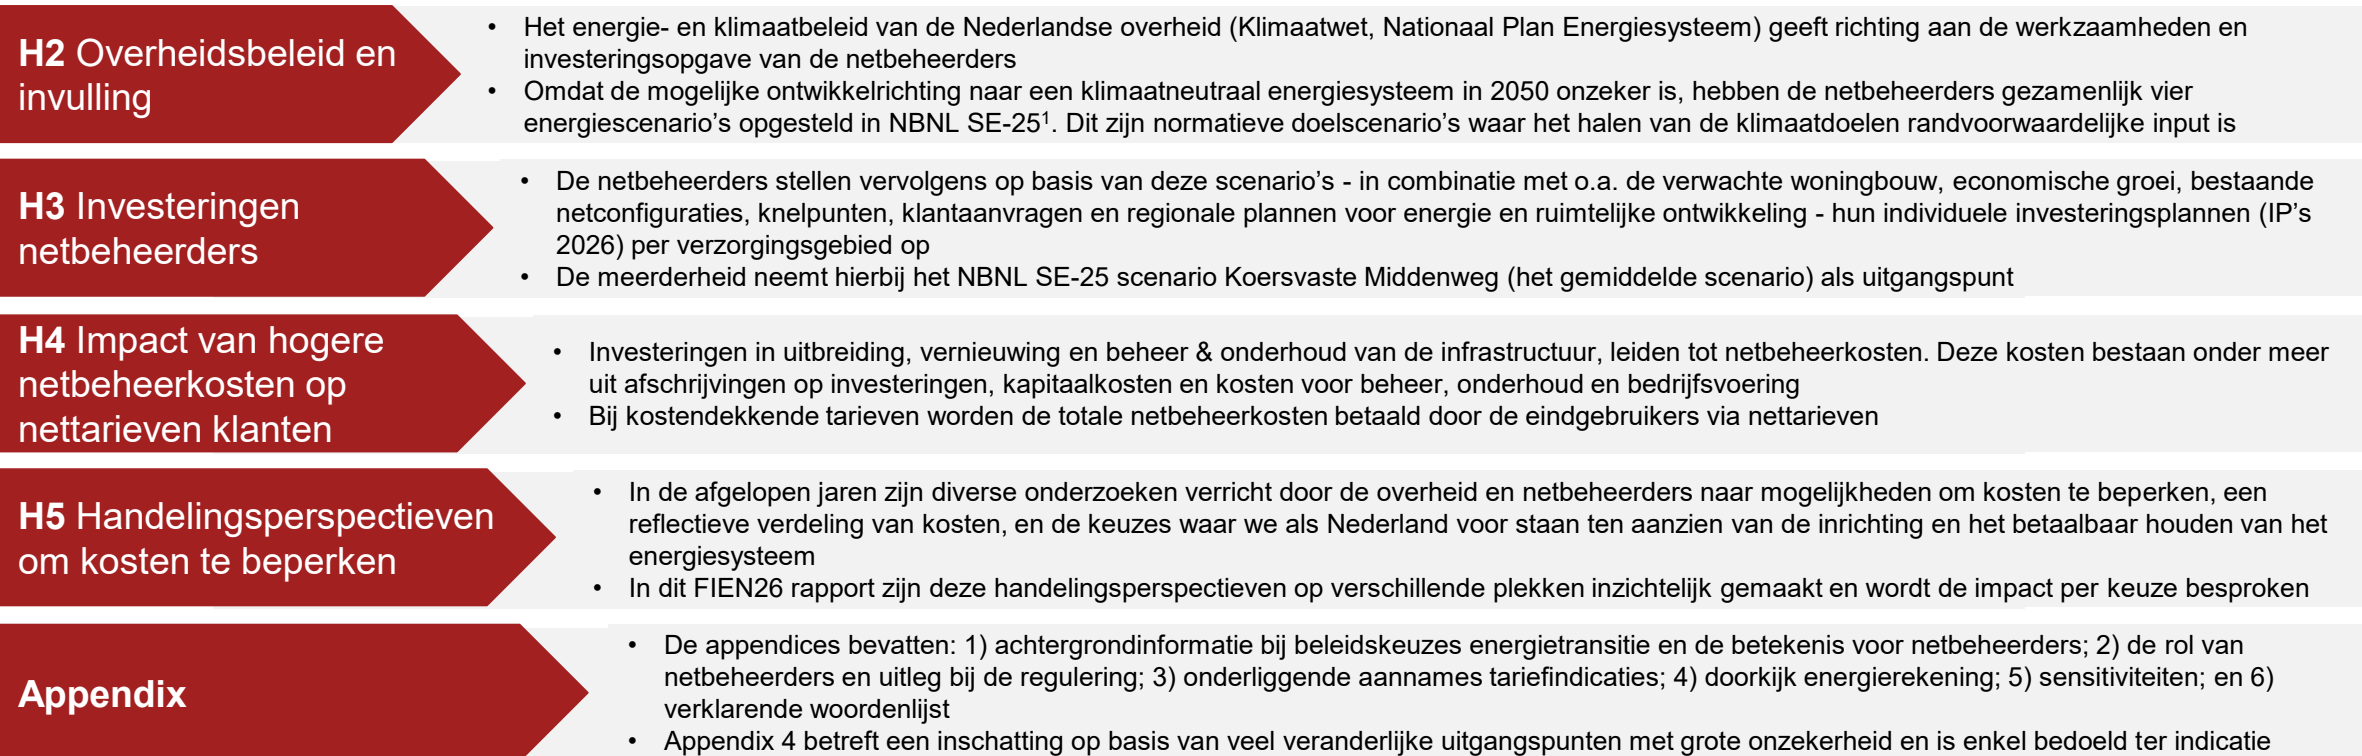 H2 Overheidsbeleid en
invulling
• Het energie- en klimaatbeleid van de Nederlandse overheid (Klimaatwet, Nationaal Plan Energiesysteem) geeft richting aan de werkzaamheden en
investeringsopgave van de netbeheerders
• Omdat de mogelijke ontwikkelrichting naar een klimaatneutraal energiesysteem in 2050 onzeker is, hebben de netbeheerders gezamenlijk vier
energiescenario’s opgesteld in NBNL SE-25¹. Dit zijn normatieve doelscenario’s waar het halen van de klimaatdoelen randvoorwaardelijke input is
H3 Investeringen
netbeheerders
• De netbeheerders stellen vervolgens op basis van deze scenario’s - in combinatie met o.a. de verwachte woningbouw, economische groei, bestaande
netconfiguraties, knelpunten, klantaanvragen en regionale plannen voor energie en ruimtelijke ontwikkeling - hun individuele investeringsplannen (IP’s
2026) per verzorgingsgebied op
• De meerderheid neemt hierbij het NBNL SE-25 scenario Koersvaste Middenweg (het gemiddelde scenario) als uitgangspunt
H4 Impact van hogere
netbeheerkosten op
nettarieven klanten
• Investeringen in uitbreiding, vernieuwing en beheer & onderhoud van de infrastructuur, leiden tot netbeheerkosten. Deze kosten bestaan onder meer
uit afschrijvingen op investeringen, kapitaalkosten en kosten voor beheer, onderhoud en bedrijfsvoering
• Bij kostendekkende tarieven worden de totale netbeheerkosten betaald door de eindgebruikers via nettarieven
H5 Handelingsperspectieven
om kosten te beperken
• In de afgelopen jaren zijn diverse onderzoeken verricht door de overheid en netbeheerders naar mogelijkheden om kosten te beperken, een
reflectieve verdeling van kosten, en de keuzes waar we als Nederland voor staan ten aanzien van de inrichting en het betaalbaar houden van het
energiesysteem
• In dit FIEN26 rapport zijn deze handelingsperspectieven op verschillende plekken inzichtelijk gemaakt en wordt de impact per keuze besproken
Appendix
• De appendices bevatten: 1) achtergrondinformatie bij beleidskeuzes energietransitie en de betekenis voor netbeheerders; 2) de rol van
netbeheerders en uitleg bij de regulering; 3) onderliggende aannames tariefindicaties; 4) doorkijk energierekening; 5) sensitiviteiten; en 6)
verklarende woordenlijst
• Appendix 4 betreft een inschatting op basis van veel veranderlijke uitgangspunten met grote onzekerheid en is enkel bedoeld ter indicatie